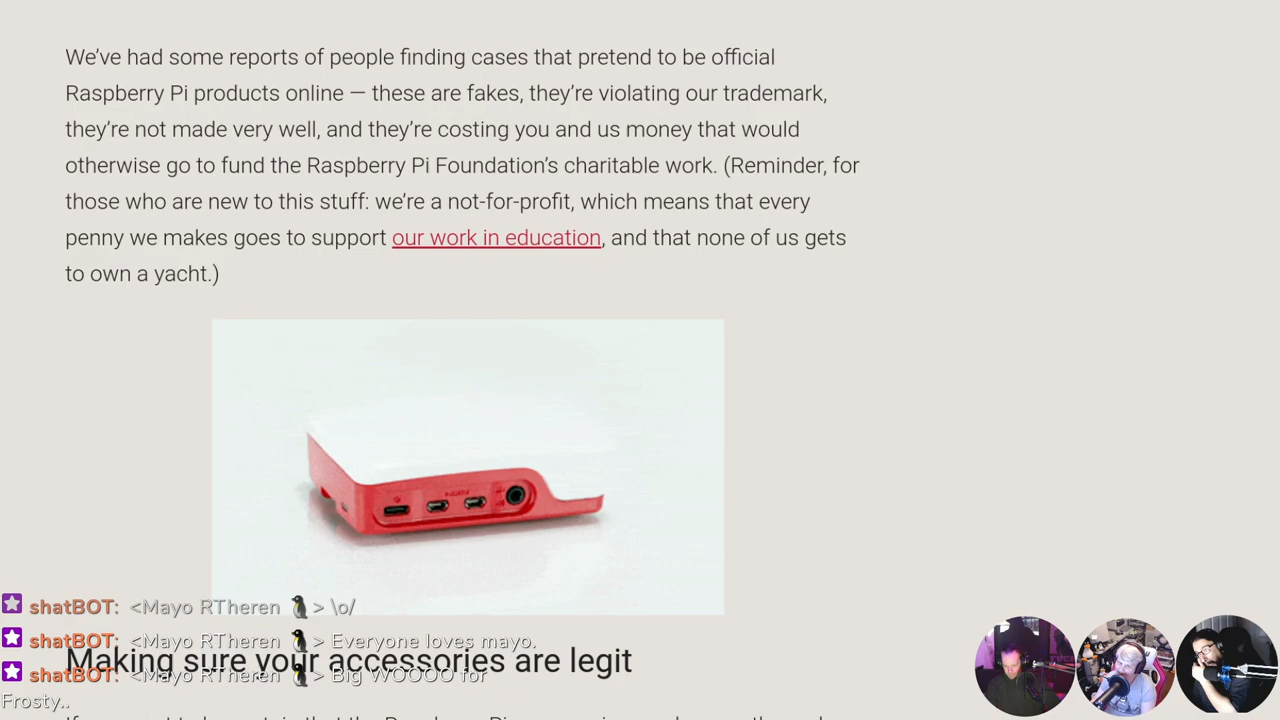 We’ve had some reports of people finding cases that pretend to be official
Raspberry Pi products online — these are fakes, they’re violating our trademark,
they’re not made very well, and they’re costing you and us money that would
otherwise go to fund the Raspberry Pi Foundation’s charitable work. (Reminder, for
those who are new to this stuff: we’re a not-for-profit, which means that every
penny we makes goes to support our work in education, and that none of us gets
to own a yacht.)
shatBOT: <Mayo RTheren 🐧 > \o/
shatBOT: <Mayo RTheren 🐧 > Everyone loves mayo.
Making sure your accessories are legit
shatBOT: <Mayo RTheren 🐧 > Big WOOOO for
Frosty..